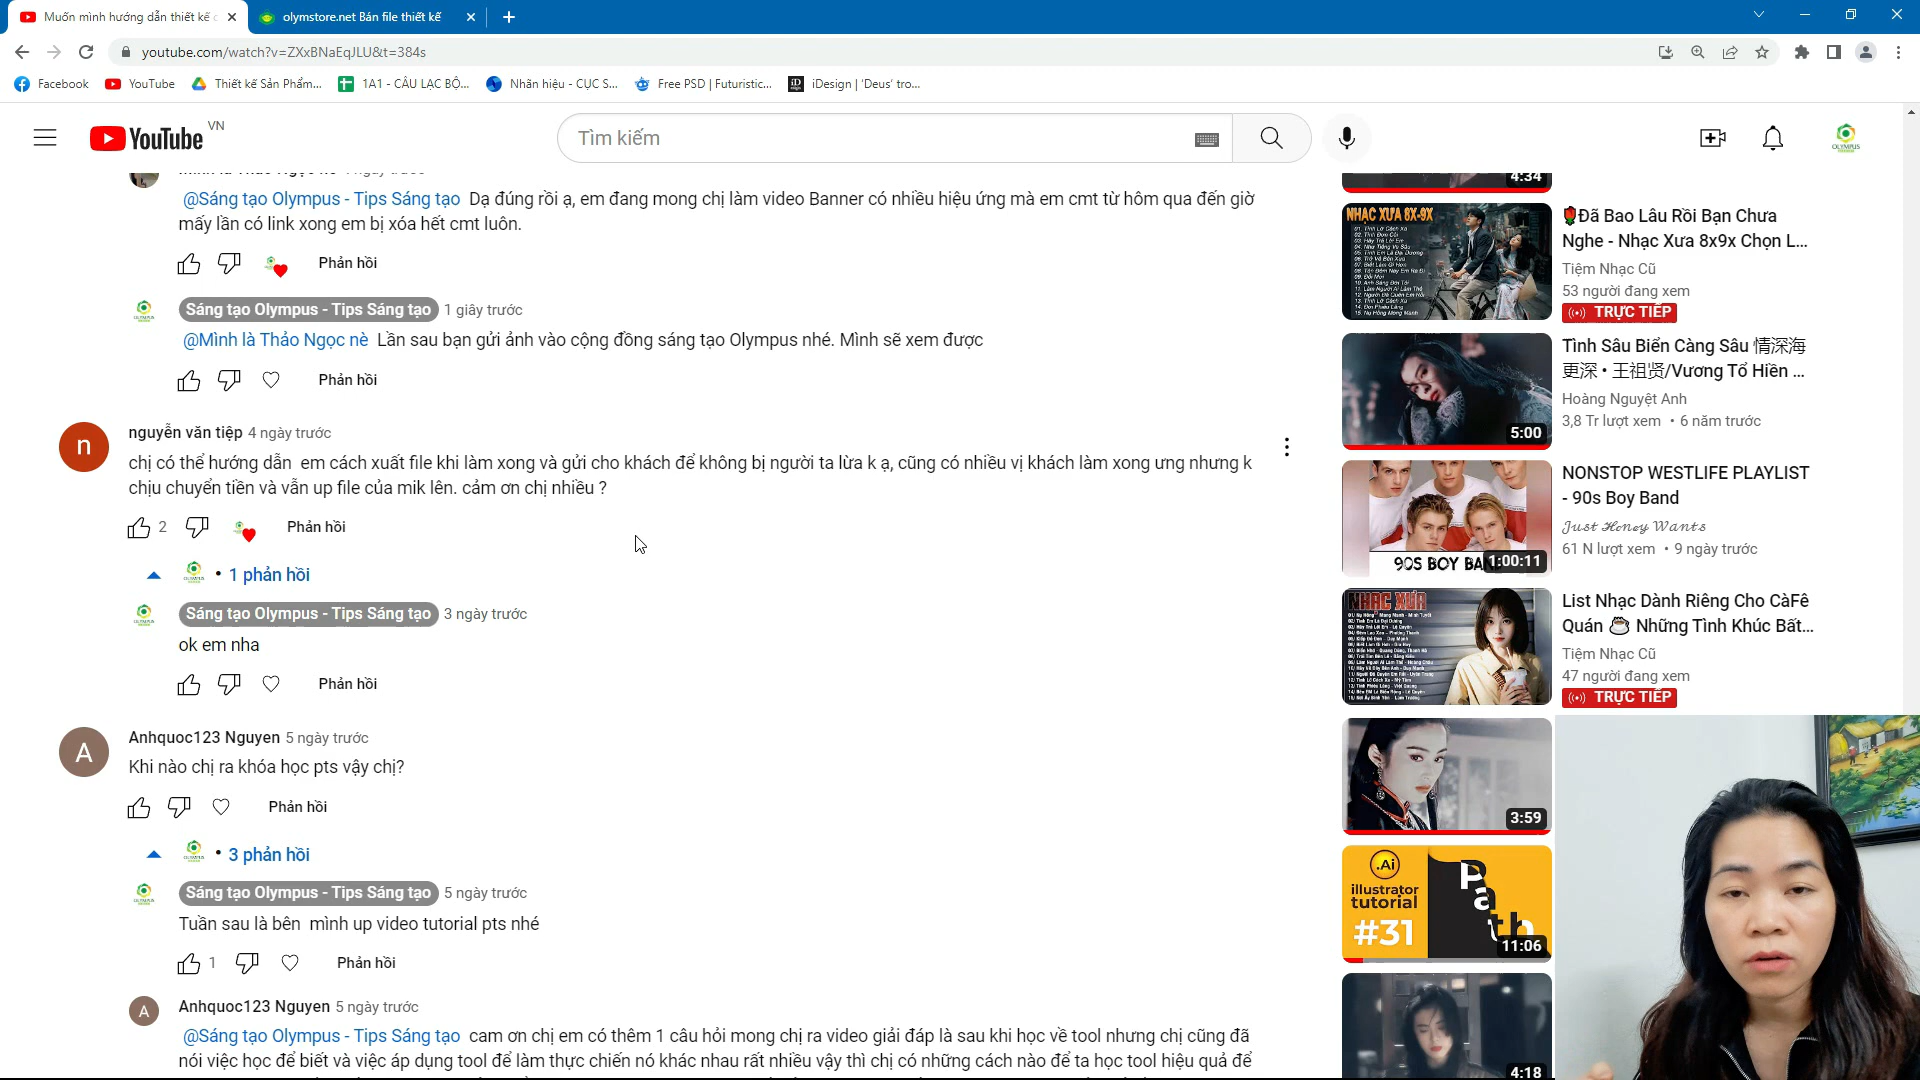 Muốn mình hướng dẫn thiết kế c
olymstore.net Bán file thiết kế
youtube.com/watch?v=ZXxBNaEqJLU&t=384s
Facebook
YouTube
Thiết kế Sản Phẩm...
1A1 - CÂU LẠC BỘ...
Nhãn hiệu - CỤC S...
Free PSD | Futuristic...
iDesign | 'Deus' tro...
YouTube VN
Tìm kiếm
@Sáng tạo Olympus - Tips Sáng tạo Dạ đúng rồi ạ, em đang mong chị làm video Banner có nhiều hiệu ứng mà em cmt từ hôm qua đến giờ
mấy lần có link xong em bị xóa hết cmt luôn.
Phản hồi
Sáng tạo Olympus - Tips Sáng tạo 1 giây trước
@Mình là Thảo Ngọc nè Lần sau bạn gửi ảnh vào cộng đồng sáng tạo Olympus nhé. Mình sẽ xem được
Phản hồi
n
nguyễn văn tiệp 4 ngày trước
chị có thể hướng dẫn em cách xuất file khi làm xong và gửi cho khách để không bị người ta lừa k ạ, cũng có nhiều vị khách làm xong ưng nhưng k
chịu chuyển tiền và vẫn up file của mik lên. cảm ơn chị nhiều ?
2 Phản hồi
• 1 phản hồi
Sáng tạo Olympus - Tips Sáng tạo 3 ngày trước
ok em nha
Phản hồi
A
Anhquoc123 Nguyen 5 ngày trước
Khi nào chị ra khóa học pts vậy chị?
Phản hồi
• 3 phản hồi
Sáng tạo Olympus - Tips Sáng tạo 5 ngày trước
Tuần sau là bên mình up video tutorial pts nhé
1 Phản hồi
A
Anhquoc123 Nguyen 5 ngày trước
@Sáng tạo Olympus - Tips Sáng tạo cam ơn chị em có thêm 1 câu hỏi mong chị ra video giải đáp là sau khi học về tool nhưng chị cũng đã
nói việc học để biết và việc áp dụng tool để làm thực chiến nó khác nhau rất nhiều vậy thì chị có những cách nào để ta học tool hiệu quả để
4:34
NHẠC XƯA 8X-9X
Đã Bao Lâu Rồi Bạn Chưa
Nghe - Nhạc Xưa 8x9x Chọn L...
Tiệm Nhạc Cũ
53 người đang xem
TRỰC TIẾP
5:00
Tình Sâu Biển Càng Sâu 情深海
更深 • 王祖贤/Vương Tổ Hiền ...
Hoàng Nguyệt Anh
3,8 Tr lượt xem • 6 năm trước
90S BOY BAN
1:00:11
NONSTOP WESTLIFE PLAYLIST
- 90s Boy Band
Just Honey Wants
61 N lượt xem • 9 ngày trước
NHẠC XƯA
List Nhạc Dành Riêng Cho CàFê
Quán Những Tình Khúc Bất...
Tiệm Nhạc Cũ
47 người đang xem
TRỰC TIẾP
3:59
.Ai
illustrator
tutorial
#31
Path
11:06
4:18